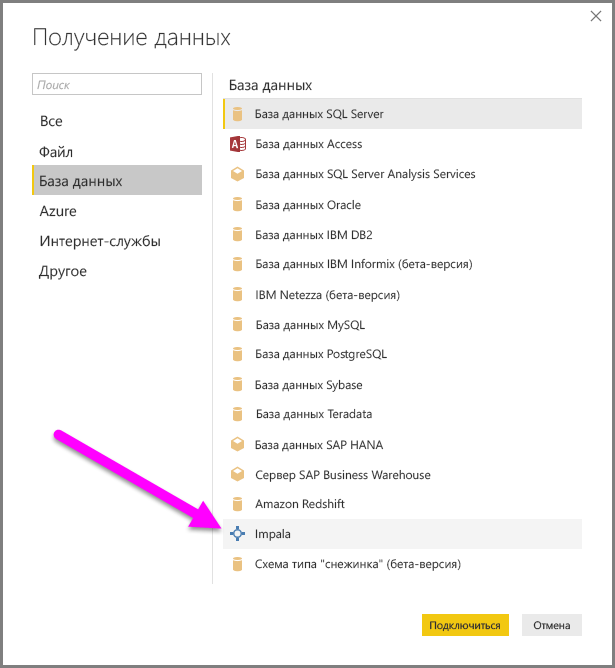 Получение данных
Поиск
Все
Файл
База данных
Azure
Интернет-службы
Другое
База данных
База данных SQL Server
База данных Access
База данных SQL Server Analysis Services
База данных Oracle
База данных IBM DB2
База данных IBM Informix (бета-версия)
IBM Netezza (бета-версия)
База данных MySQL
База данных PostgreSQL
База данных Sybase
База данных Teradata
База данных SAP HANA
Сервер SAP Business Warehouse
Amazon Redshift
Impala
Схема типа "снежинка" (бета-версия)
Подключиться
Отмена